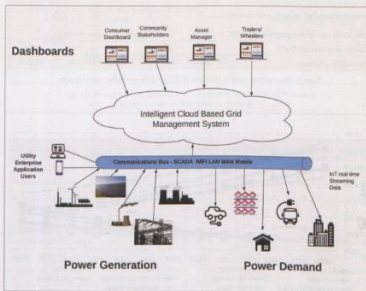 Dashboards
Consumer
Dashboard
Community
Stakeholders
Asset
Manager
Traders/
Wheelers
Intelligent Cloud Based Grid
Management System
Utility
Enterprise
Application
Users
Communications Bus - SCADA WIFI LAN WAN Mobile
IoT real-time
Streaming
Data
Power Generation
Power Demand